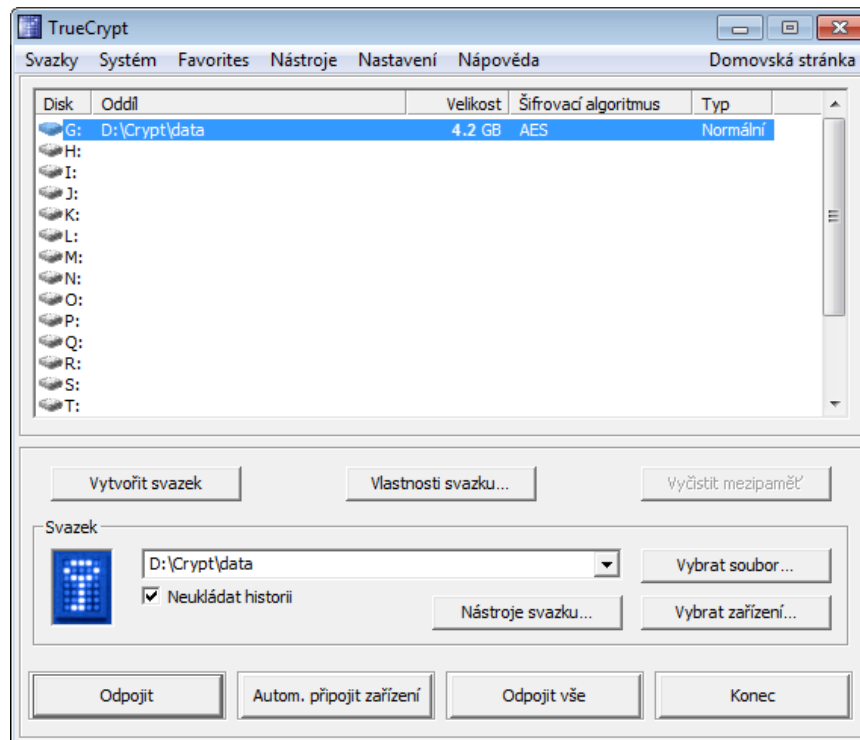 TrueCrypt
Svazky Systém Favorites Nástroje Nastavení Nápověda Domovská stránka
Disk Oddíl Velikost Šifrovací algoritmus Typ
G: D:\Crypt\data 4.2 GB AES Normální
H:
I:
J:
K:
L:
M:
N:
O:
P:
Q:
R:
S:
T:
Vytvořit svazek Vlastnosti svazku... Vyčistit mezipaměť
Svazek
D:\Crypt\data Vybrat soubor...
Neukládat historii
Nástroje svazku... Vybrat zařízení...
Odpojit Autom. připojit zařízení Odpojit vše Konec